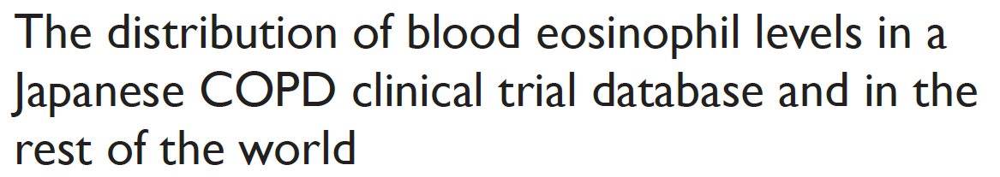 The distribution of blood eosinophil levels in a
Japanese COPD clinical trial database and in the
rest of the world